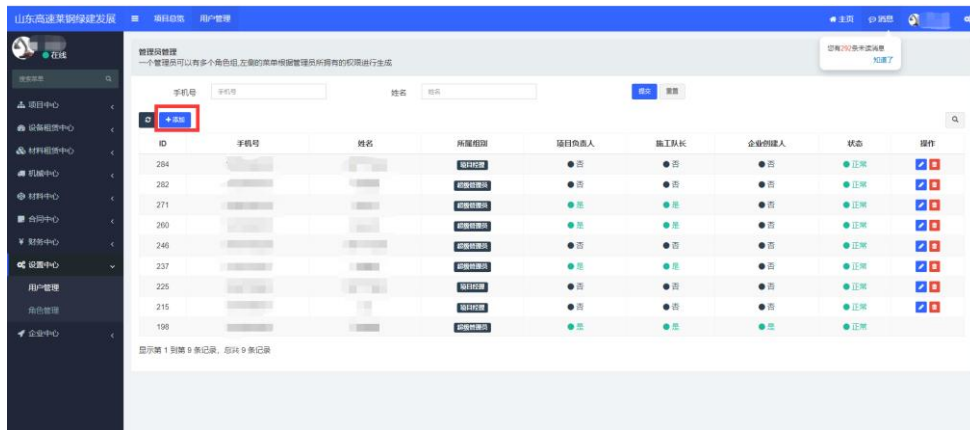 山东高速莱钢绿建发展
项目总览 用户管理
主页 消息
在线
搜索菜单
项目中心
设备租赁中心
材料租赁中心
机械中心
材料中心
合同中心
¥ 财务中心
设置中心
用户管理
角色管理
企业中心
管理员管理
一个管理员可以有多个角色组,左侧的菜单根据管理员所拥有的权限进行生成
您有292条未读消息
知道了
手机号 手机号 姓名 姓名 提交 重置
+添加
ID 手机号 姓名 所属组别 项目负责人 施工队长 企业创建人 状态 操作
284 项目经理 否 否 否 正常
282 超级管理员 否 否 否 正常
271 超级管理员 是 是 否 正常
260 超级管理员 是 是 否 正常
246 超级管理员 否 否 否 正常
237 超级管理员 是 是 否 正常
225 项目经理 否 否 否 正常
215 项目经理 否 否 否 正常
198 超级管理员 是 是 是 正常
显示第 1 到第 9 条记录，总共 9 条记录